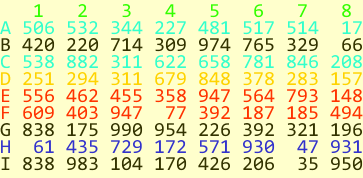 1 2 3 4 5 6 7 8
A 506 532 344 227 481 517 514 17
B 420 220 714 309 974 765 329 66
C 538 882 311 622 658 781 846 208
D 251 294 311 679 848 378 283 157
E 556 462 455 358 947 564 793 148
F 609 403 947 77 392 187 185 494
G 838 175 990 954 226 392 321 196
H 61 435 729 172 571 930 47 931
I 838 983 104 170 426 206 35 950